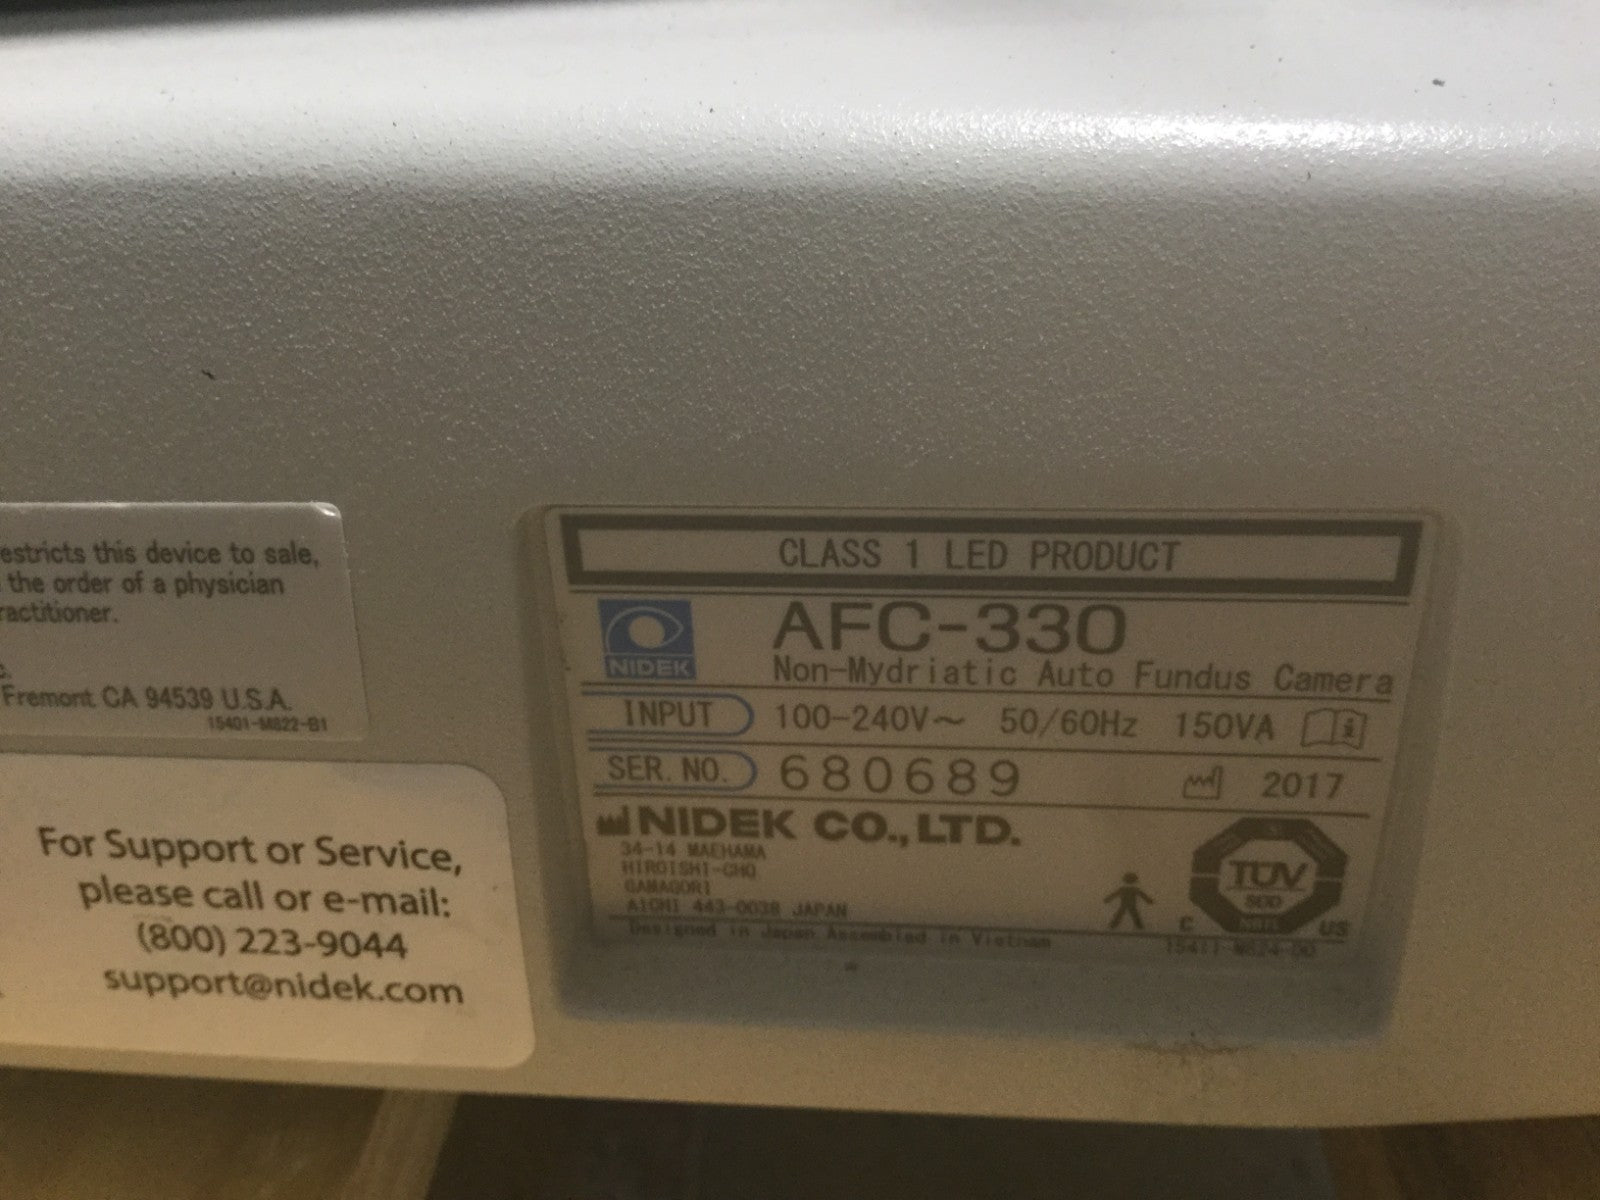 estricts this device to sale,
the order of a physician
ractitioner.
Fremont CA 94539 U.S.A.
15401-M822-B1
For Support or Service,
please call or e-mail:
(800) 223-9044
support@nidek.com
CLASS 1 LED PRODUCT
NIDEK
AFC-330
Non-Mydriatic Auto Fundus Camera
INPUT 100-240V~ 50/60Hz 150VA
SER. NO. 680689 2017
NIDEK CO., LTD.
34-14 MAEHAMA
HIROISHI-CHO
GAMAGORI
AICHI 443-0038 JAPAN
Designed in Japan Assembled in Vietnam
TÜV
SÜD
C US